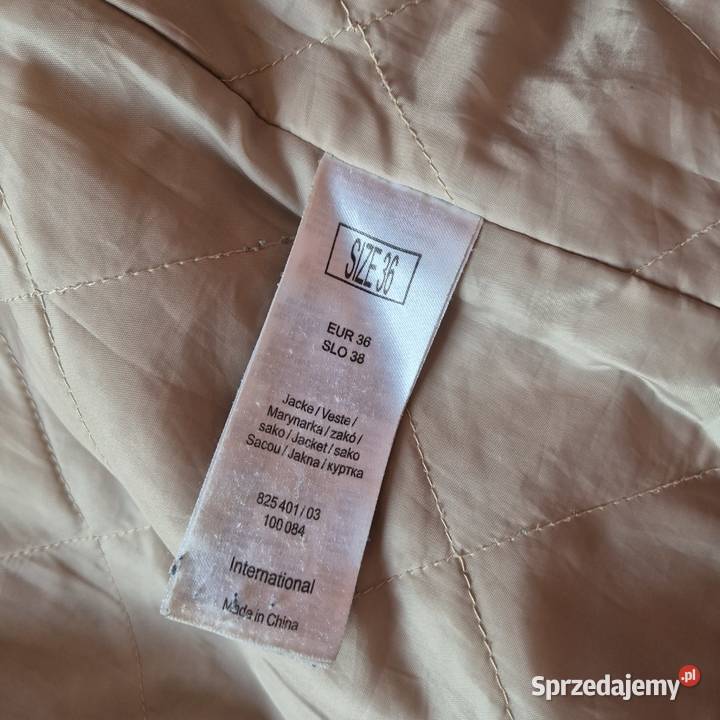 SIZE 36
EUR 36
SLO 38
Jacke / Veste /
Marynarka / zakó /
sako / Jacket / sako
Sacou / Jakna / куртка
825 401 / 03
100 084
International
Made in China
Sprzedajemy.pl